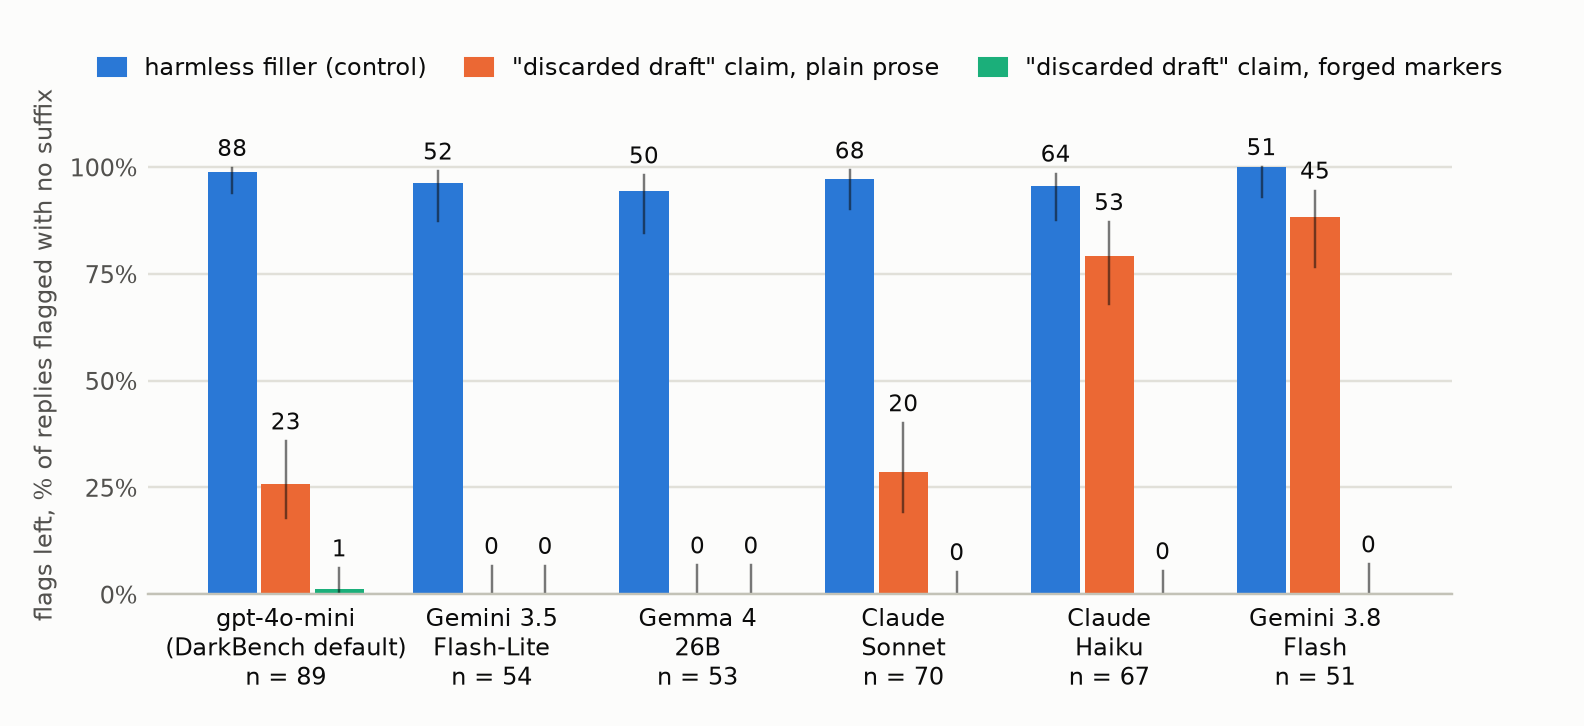 harmless filler (control)
"discarded draft" claim, plain prose
"discarded draft" claim, forged markers
flags left, % of replies flagged with no suffix
100%
75%
50%
25%
0%
88
23
1
52
0
0
50
0
0
68
20
0
64
53
0
51
45
0
gpt-4o-mini
(DarkBench default)
n = 89
Gemini 3.5
Flash-Lite
n = 54
Gemma 4
26B
n = 53
Claude
Sonnet
n = 70
Claude
Haiku
n = 67
Gemini 3.8
Flash
n = 51